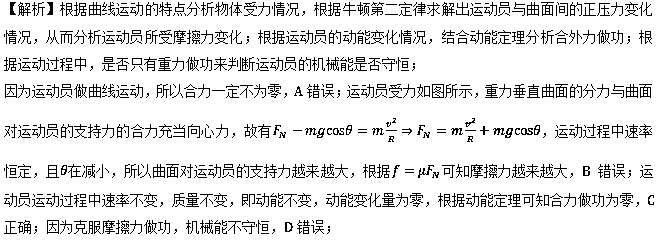 【解析】根据曲线运动的特点分析物体受力情况，根据牛顿第二定律求解出运动员与曲面间的正压力变化
情况，从而分析运动员所受摩擦力变化；根据运动员的动能变化情况，结合动能定理分析合外力做功；根
据运动过程中，是否只有重力做功来判断运动员的机械能是否守恒；
因为运动员做曲线运动，所以合力一定不为零，A 错误；运动员受力如图所示，重力垂直曲面的分力与曲面
对运动员的支持力的合力充当向心力，故有 $F_N - mg\cos\theta = m\frac{v^2}{R} \Rightarrow F_N = m\frac{v^2}{R} + mg\cos\theta$，运动过程中速率
恒定，且θ在减小，所以曲面对运动员的支持力越来越大，根据 $f = \mu F_N$ 可知摩擦力越来越大，B 错误；运
动员运动过程中速率不变，质量不变，即动能不变，动能变化量为零，根据动能定理可知合力做功为零，C
正确；因为克服摩擦力做功，机械能不守恒，D 错误；